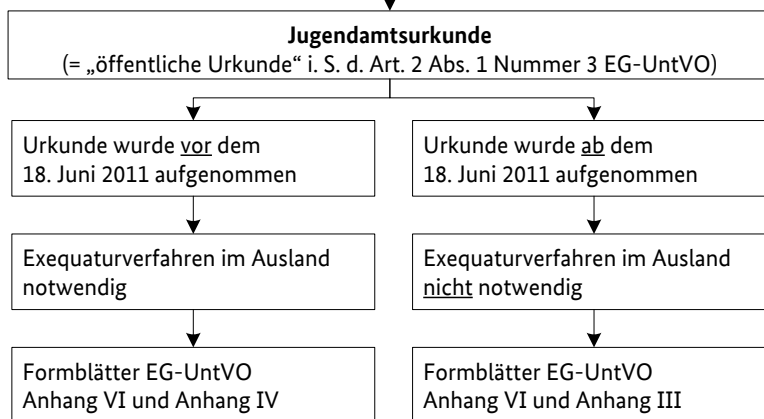 Jugendamtsurkunde
(= „öffentliche Urkunde“ i. S. d. Art. 2 Abs. 1 Nummer 3 EG-UntVO)
Urkunde wurde vor dem
18. Juni 2011 aufgenommen
Urkunde wurde ab dem
18. Juni 2011 aufgenommen
Exequaturverfahren im Ausland
notwendig
Exequaturverfahren im Ausland
nicht notwendig
Formblätter EG-UntVO
Anhang VI und Anhang IV
Formblätter EG-UntVO
Anhang VI und Anhang III